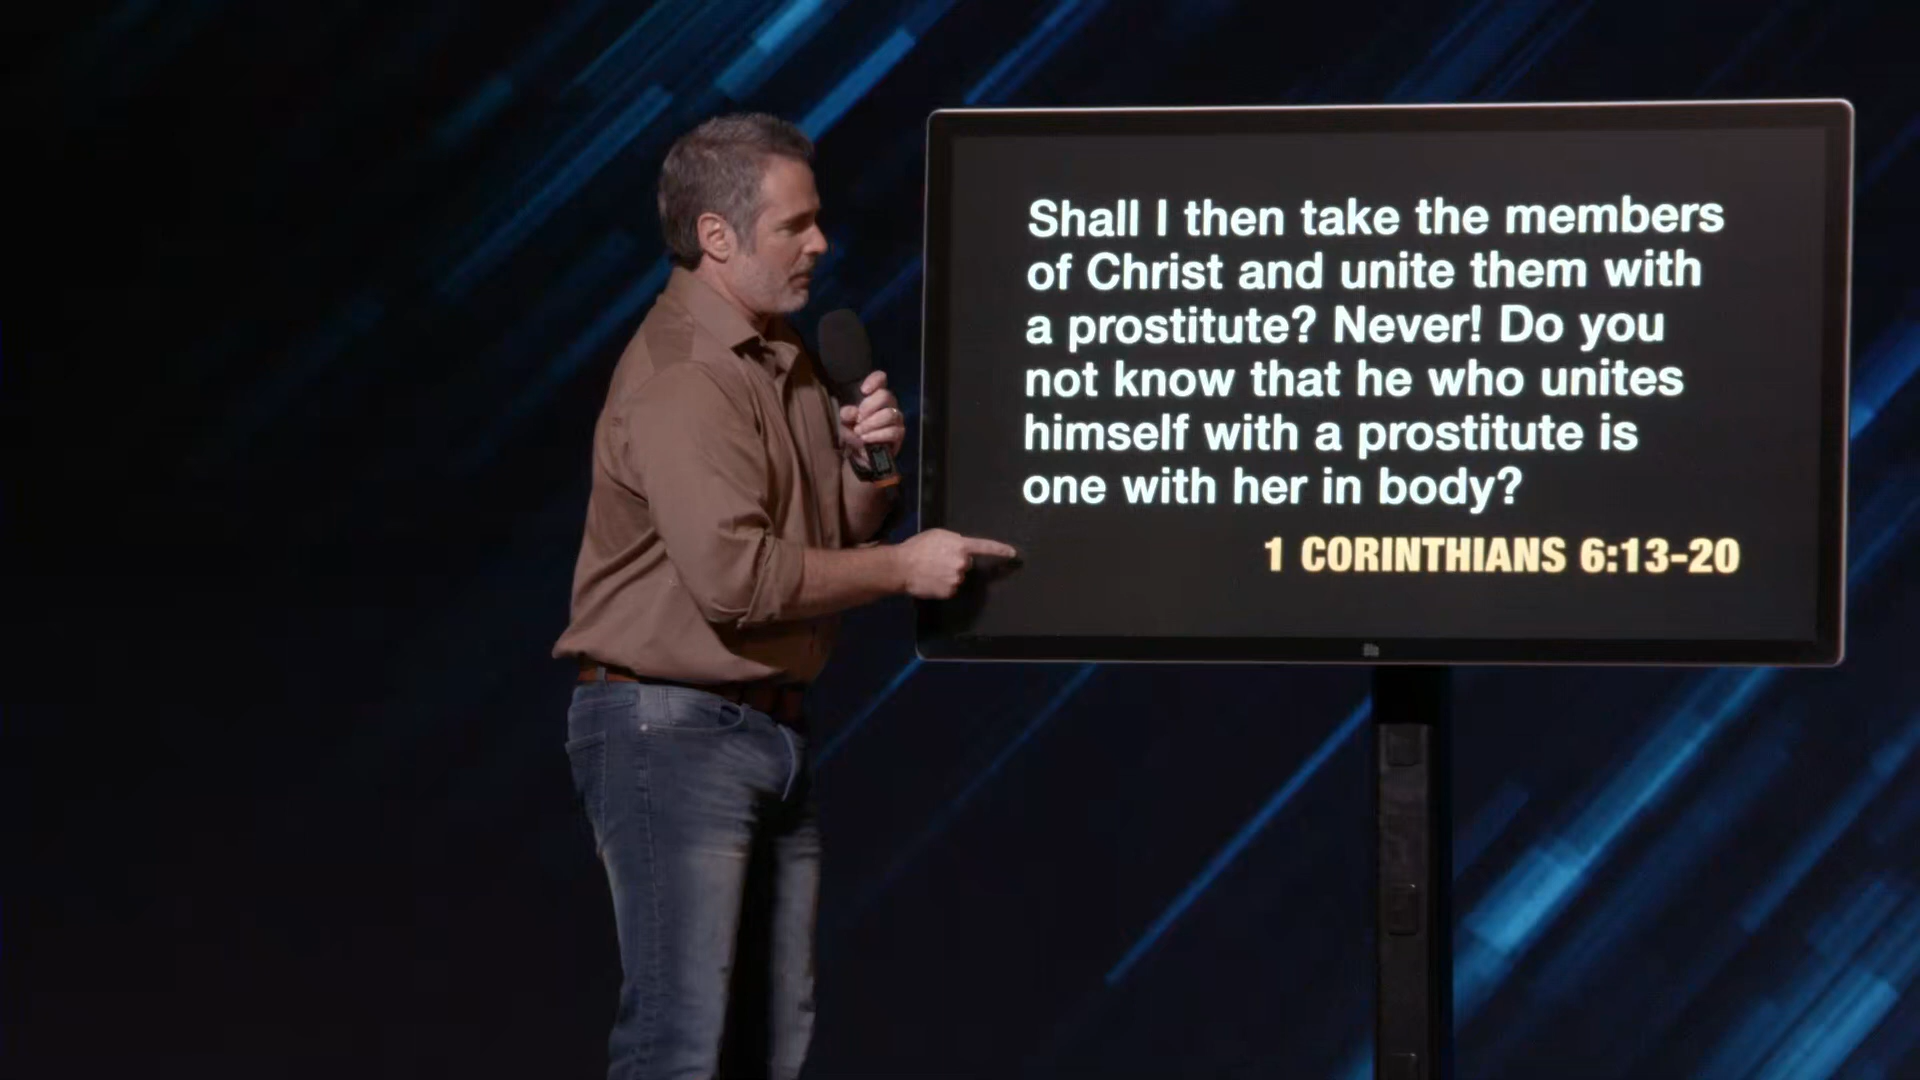 Shall I then take the members
of Christ and unite them with
a prostitute? Never! Do you
not know that he who unites
himself with a prostitute is
one with her in body?
1 CORINTHIANS 6:13-20